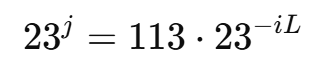 23^j = 113 · 23^{-iL}